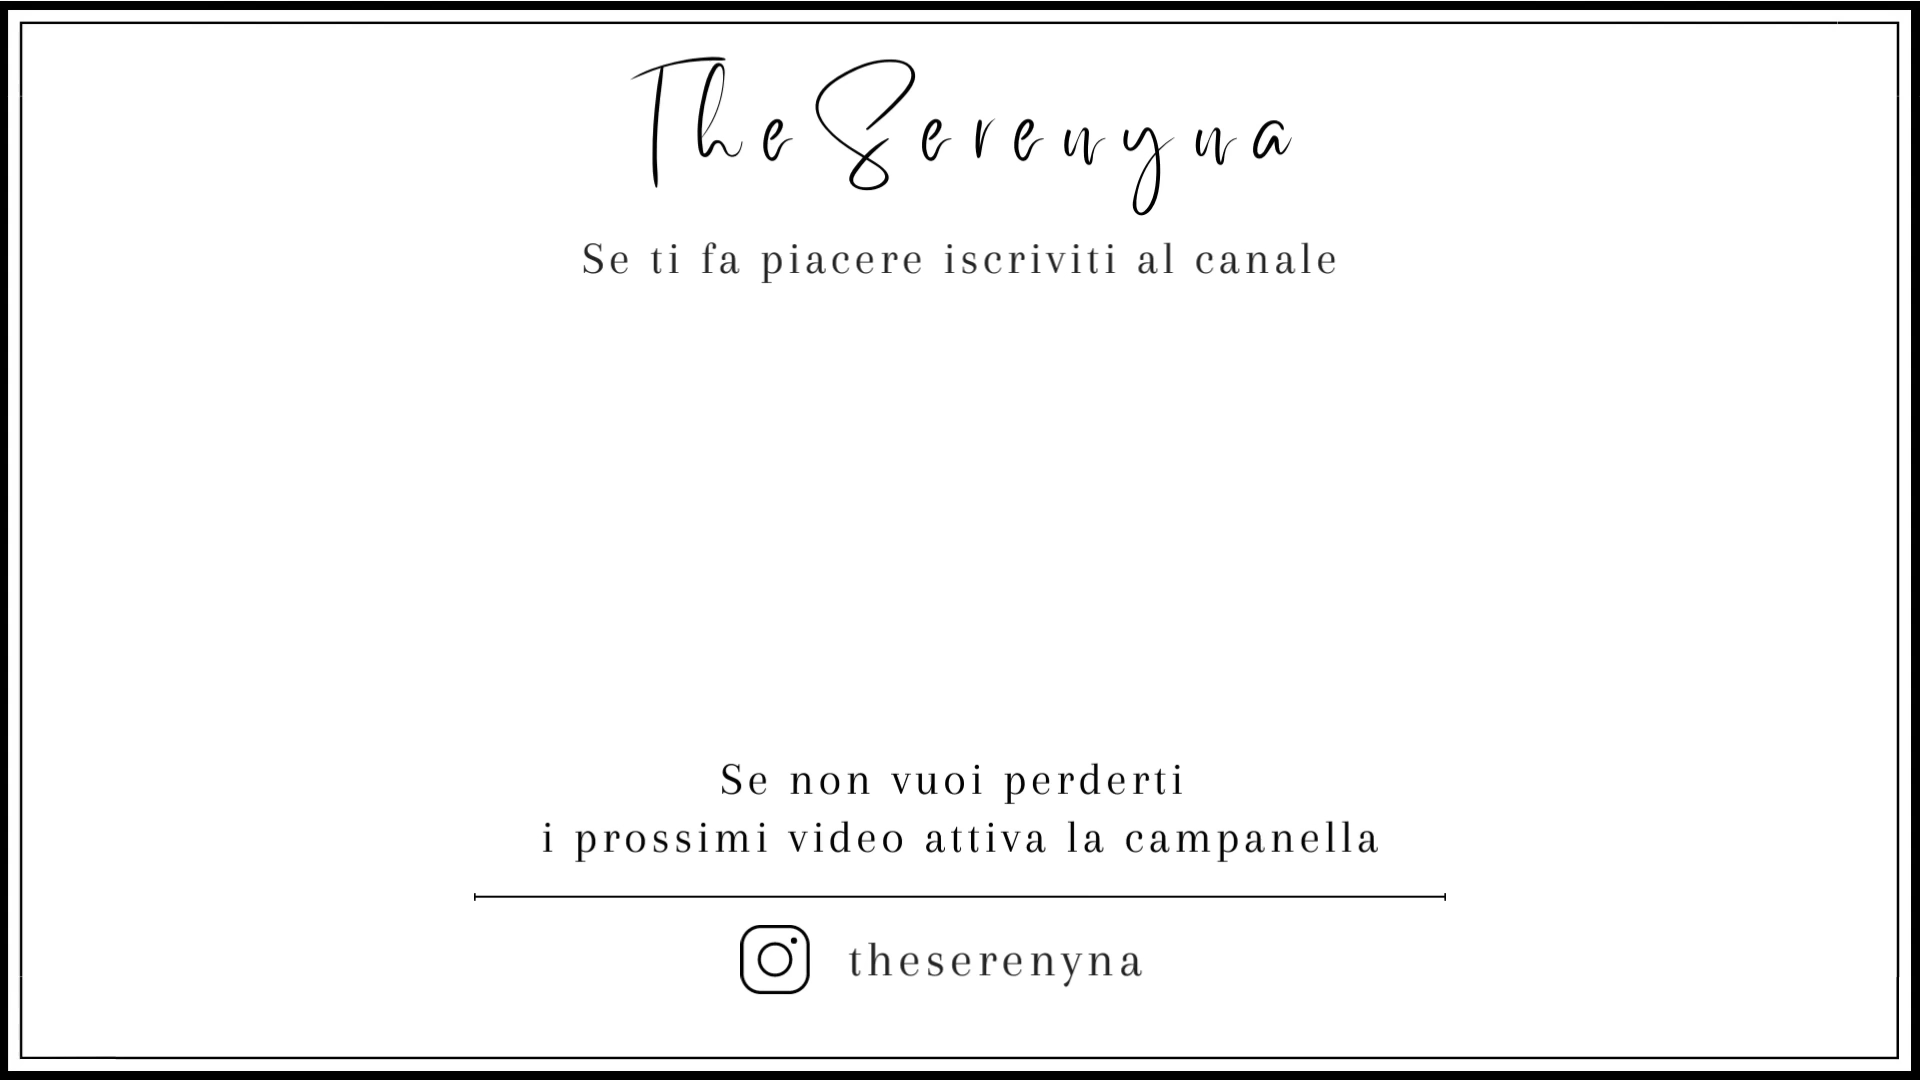 TheSerenyna
Se ti fa piacere iscriviti al canale
Se non vuoi perderti
i prossimi video attiva la campanella
theserenyna